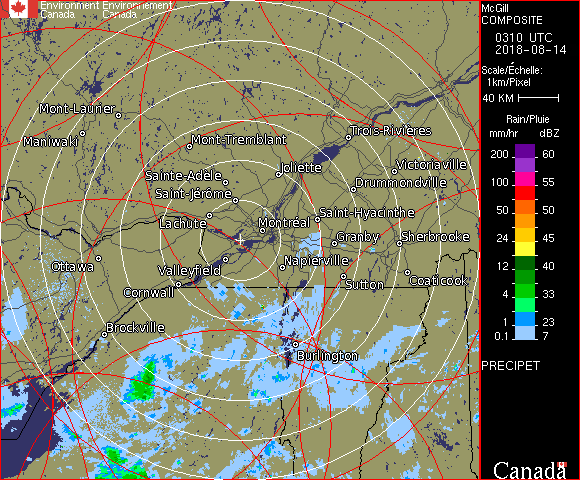 Environment Environnement
Canada Canada
Mont-Laurier
Maniwaki
Mont-Tremblant
Trois-Rivières
Sainte-Adèle
Joliette
Victoriaville
Saint-Jérôme
Drummondville
Lachute
Montréal
Saint-Hyacinthe
Granby
Sherbrooke
Ottawa
Valleyfield
Napierville
Cornwall
Sutton
Coaticook
Brockville
Burlington
McGill
COMPOSITE
0310 UTC
2018-08-14
Scale/Échelle:
1km/Pixel
40 KM
Rain/Pluie
mm/hr dBZ
200 60
100 55
50 50
24 45
12 40
4 33
1 23
0.1 7
PRECIPET
Canada